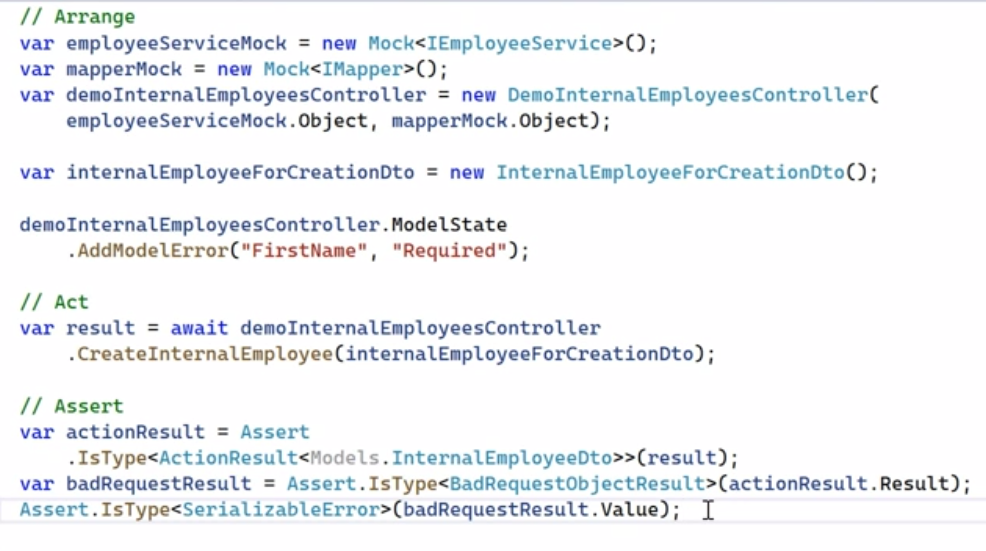 // Arrange
var employeeServiceMock = new Mock<IEmployeeService>();
var mapperMock = new Mock<IMapper>();
var demoInternalEmployeesController = new DemoInternalEmployeesController(
    employeeServiceMock.Object, mapperMock.Object);

var internalEmployeeForCreationDto = new InternalEmployeeForCreationDto();

demoInternalEmployeesController.ModelState
    .AddModelError("FirstName", "Required");

// Act
var result = await demoInternalEmployeesController
    .CreateInternalEmployee(internalEmployeeForCreationDto);

// Assert
var actionResult = Assert
    .IsType<ActionResult<Models.InternalEmployeeDto>>(result);
var badRequestResult = Assert.IsType<BadRequestObjectResult>(actionResult.Result);
Assert.IsType<SerializableError>(badRequestResult.Value);